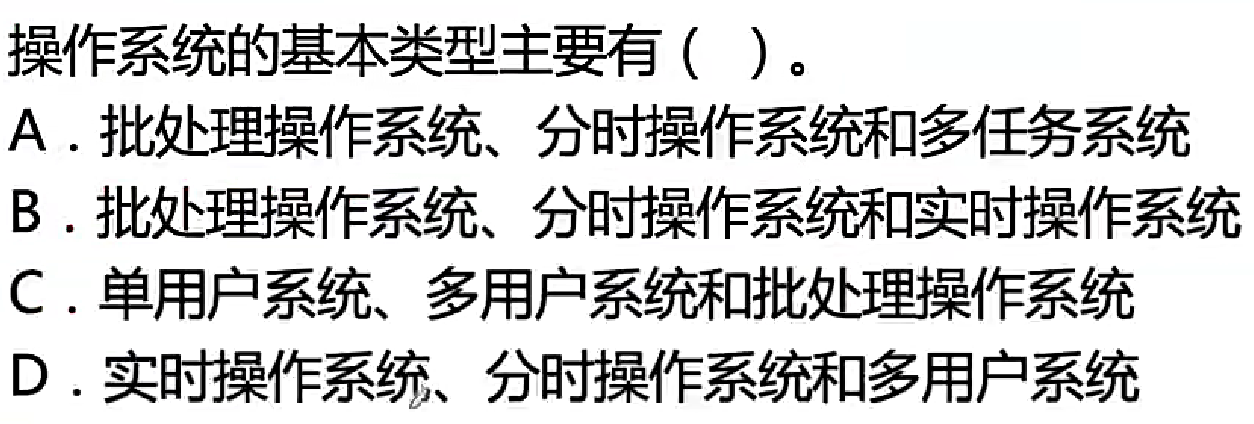 操作系统的基本类型主要有（ ）。
A．批处理操作系统、分时操作系统和多任务系统
B．批处理操作系统、分时操作系统和实时操作系统
C．单用户系统、多用户系统和批处理操作系统
D．实时操作系统、分时操作系统和多用户系统